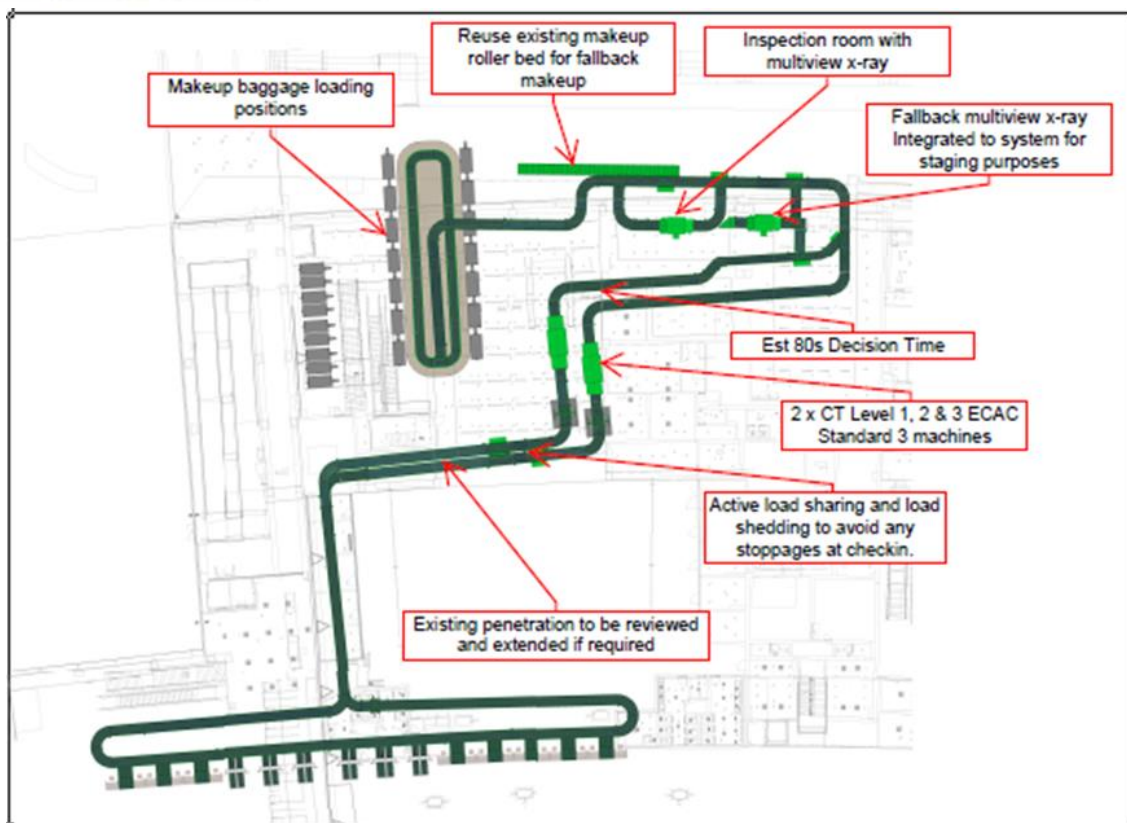 Reuse existing makeup
roller bed for fallback
makeup
Inspection room with
multiview x-ray
Makeup baggage loading
positions
Fallback multiview x-ray
Integrated to system for
staging purposes
Est 80s Decision Time
2 x CT Level 1, 2 & 3 ECAC
Standard 3 machines
Active load sharing and load
shedding to avoid any
stoppages at checkin.
Existing penetration to be reviewed
and extended if required